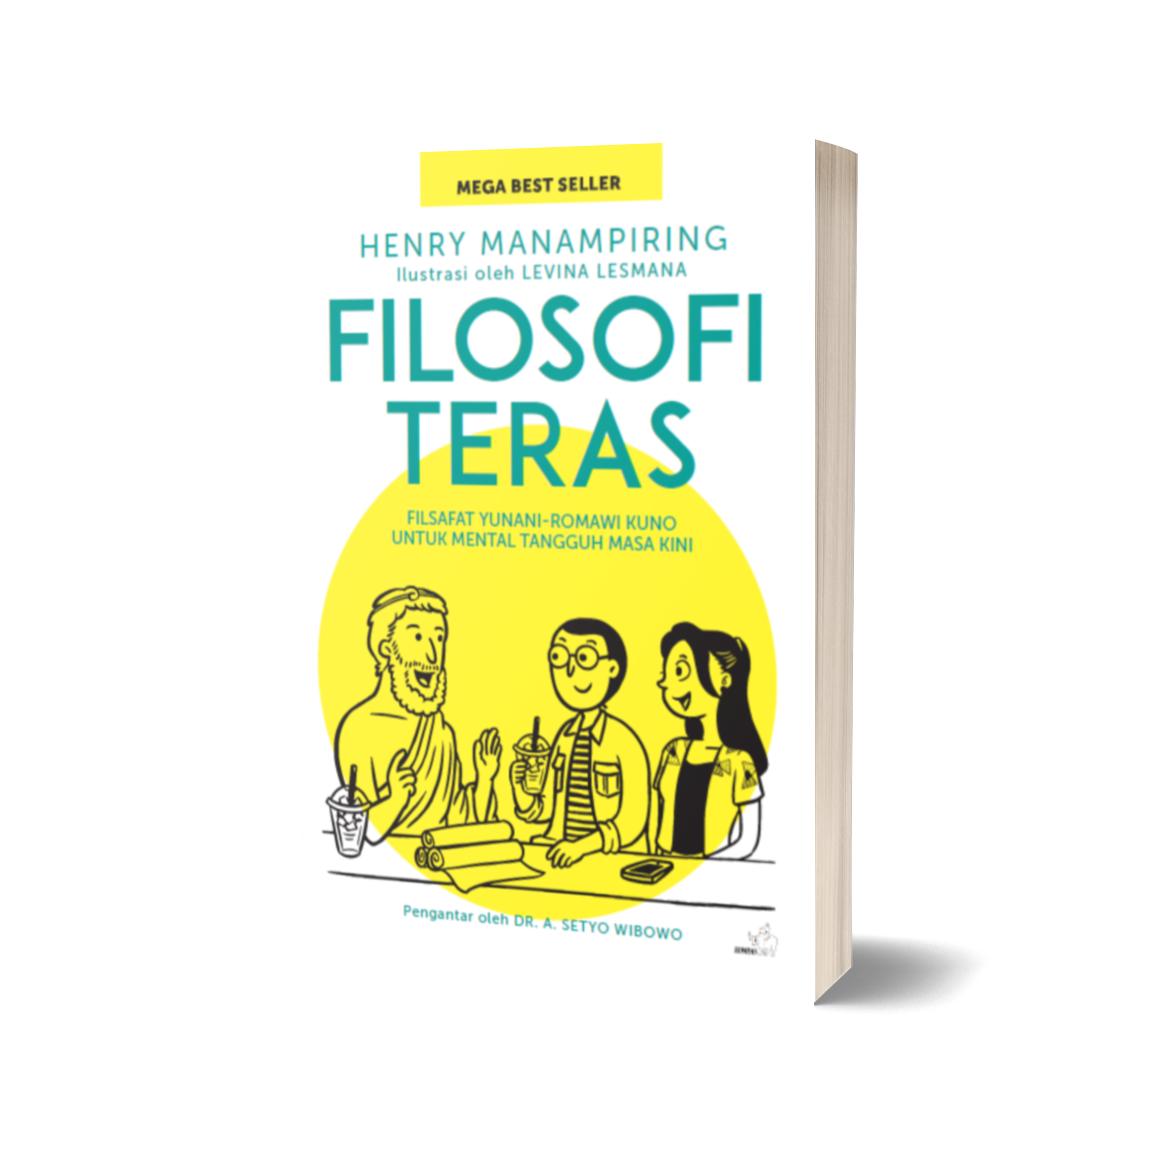 MEGA BEST SELLER
HENRY MANAMPIRING
Ilustrasi oleh LEVINA LESMANA
FILOSOFI
TERAS
FILSAFAT YUNANI-ROMAWI KUNO
UNTUK MENTAL TANGGUH MASA KINI
Pengantar oleh DR. A. SETYO WIBOWO